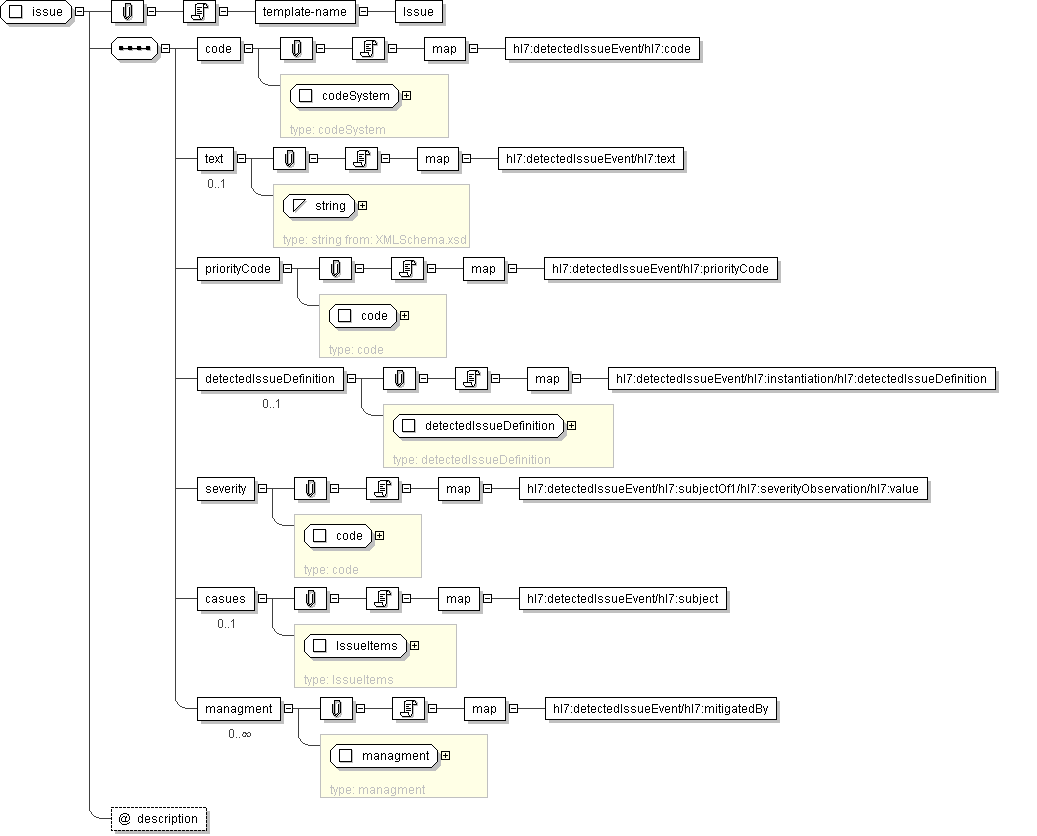 issue template-name Issue
code map hl7:detectedIssueEvent/hl7:code
codeSystem
type: codeSystem
text map hl7:detectedIssueEvent/hl7:text
0..1
string
type: string from: XMLSchema.xsd
priorityCode map hl7:detectedIssueEvent/hl7:priorityCode
code
type: code
detectedIssueDefinition map hl7:detectedIssueEvent/hl7:instantiation/hl7:detectedIssueDefinition
0..1
detectedIssueDefinition
type: detectedIssueDefinition
severity map hl7:detectedIssueEvent/hl7:subjectOf1/hl7:severityObservation/hl7:value
code
type: code
casues map hl7:detectedIssueEvent/hl7:subject
0..1
IssueItems
type: IssueItems
managment map hl7:detectedIssueEvent/hl7:mitigatedBy
0..∞
managment
type: managment
@ description